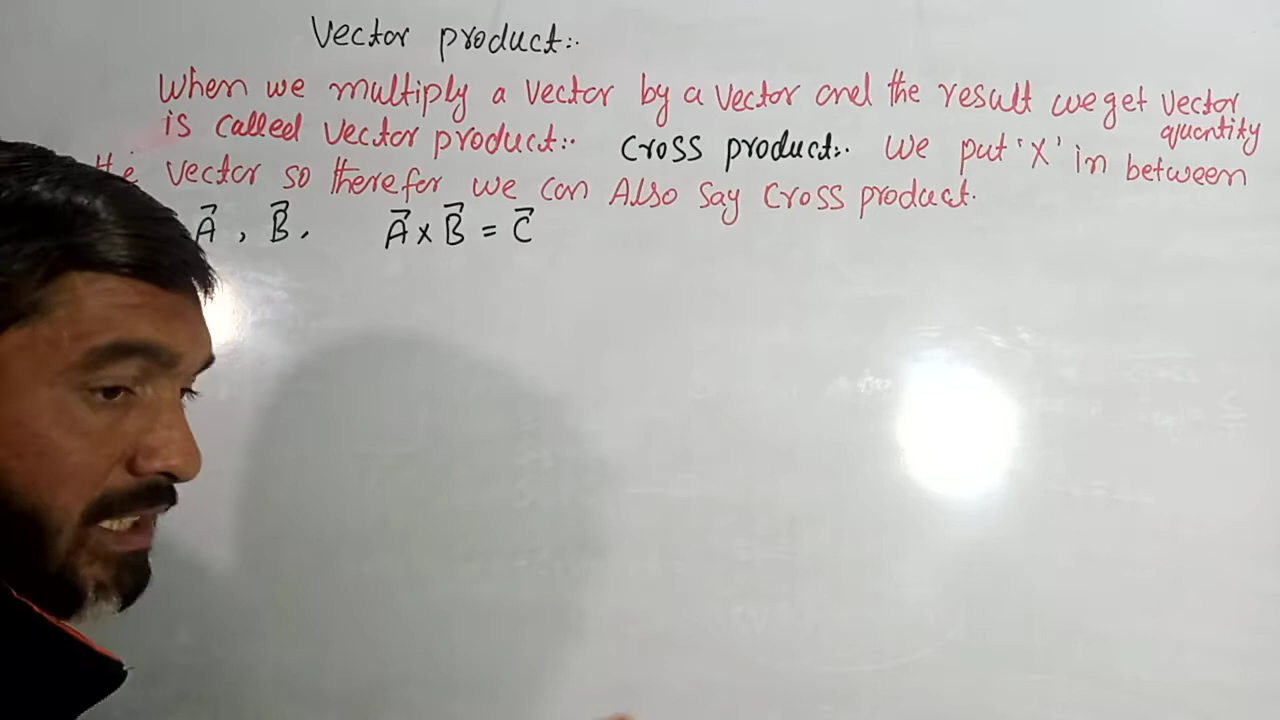 Vector product:.
When we multiply a vector by a vector and the result we get vector
quantity
is called vector product:. Cross product:. we put 'X' in between
the vector so therefor we can Also say Cross product.
A⃗ , B⃗ . A⃗ x B⃗ = C⃗